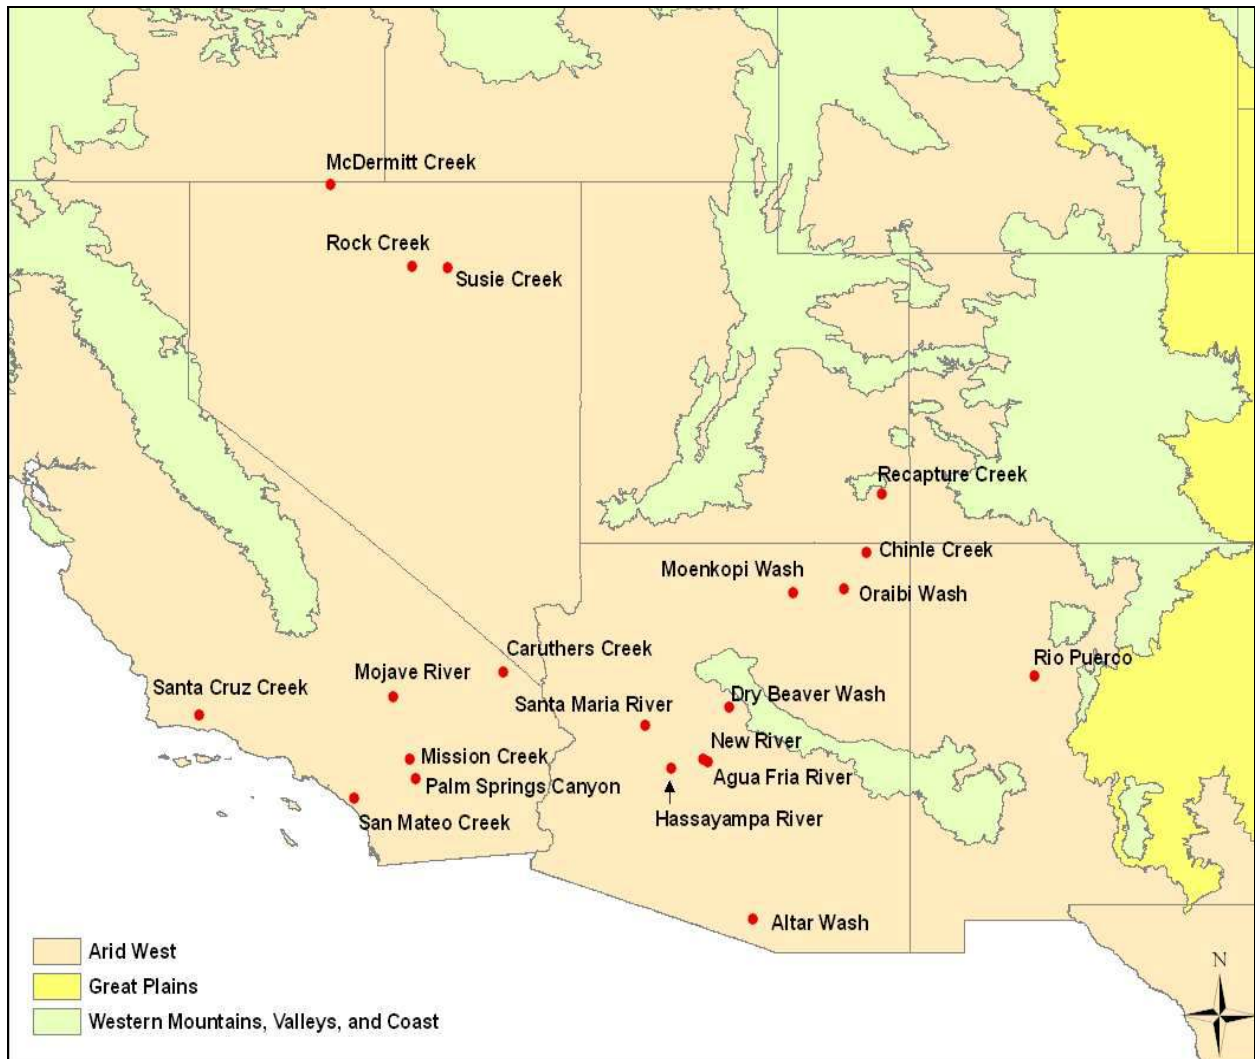 McDermitt Creek
Rock Creek
Susie Creek
Recapture Creek
Chinle Creek
Moenkopi Wash
Oraibi Wash
Caruthers Creek
Rio Puerco
Mojave River
Santa Cruz Creek
Dry Beaver Wash
Santa Maria River
New River
Mission Creek
Agua Fria River
Palm Springs Canyon
Hassayampa River
San Mateo Creek
Altar Wash
Arid West
Great Plains
Western Mountains, Valleys, and Coast
N